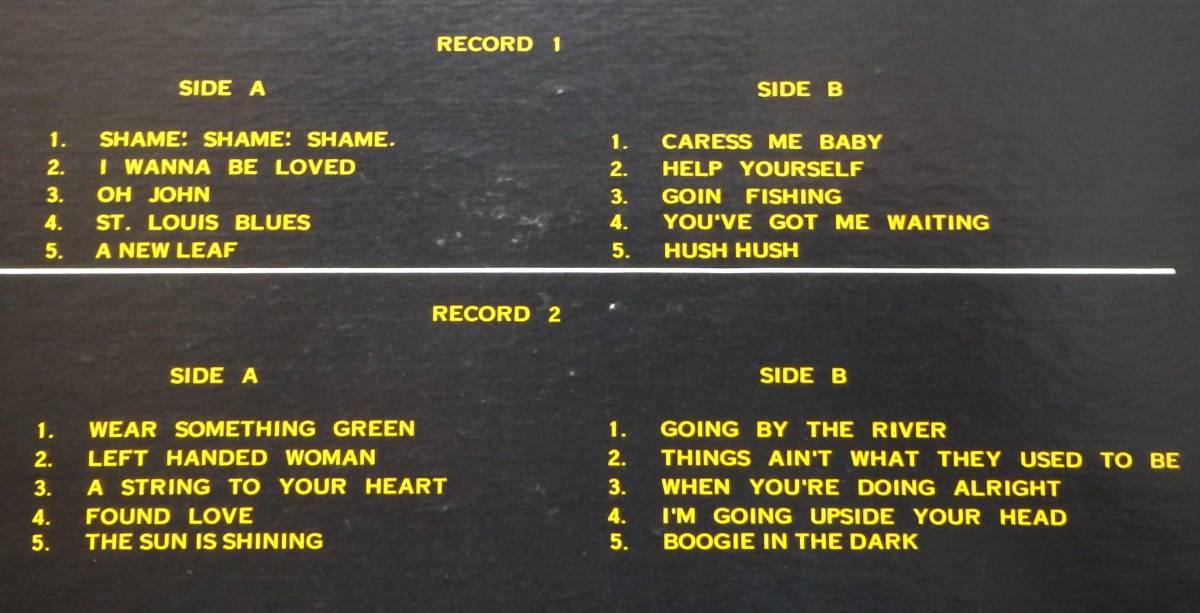 RECORD 1
SIDE A
1. SHAME! SHAME! SHAME.
2. I WANNA BE LOVED
3. OH JOHN
4. ST. LOUIS BLUES
5. A NEW LEAF
SIDE B
1. CARESS ME BABY
2. HELP YOURSELF
3. GOIN FISHING
4. YOU'VE GOT ME WAITING
5. HUSH HUSH
RECORD 2
SIDE A
1. WEAR SOMETHING GREEN
2. LEFT HANDED WOMAN
3. A STRING TO YOUR HEART
4. FOUND LOVE
5. THE SUN IS SHINING
SIDE B
1. GOING BY THE RIVER
2. THINGS AIN'T WHAT THEY USED TO BE
3. WHEN YOU'RE DOING ALRIGHT
4. I'M GOING UPSIDE YOUR HEAD
5. BOOGIE IN THE DARK